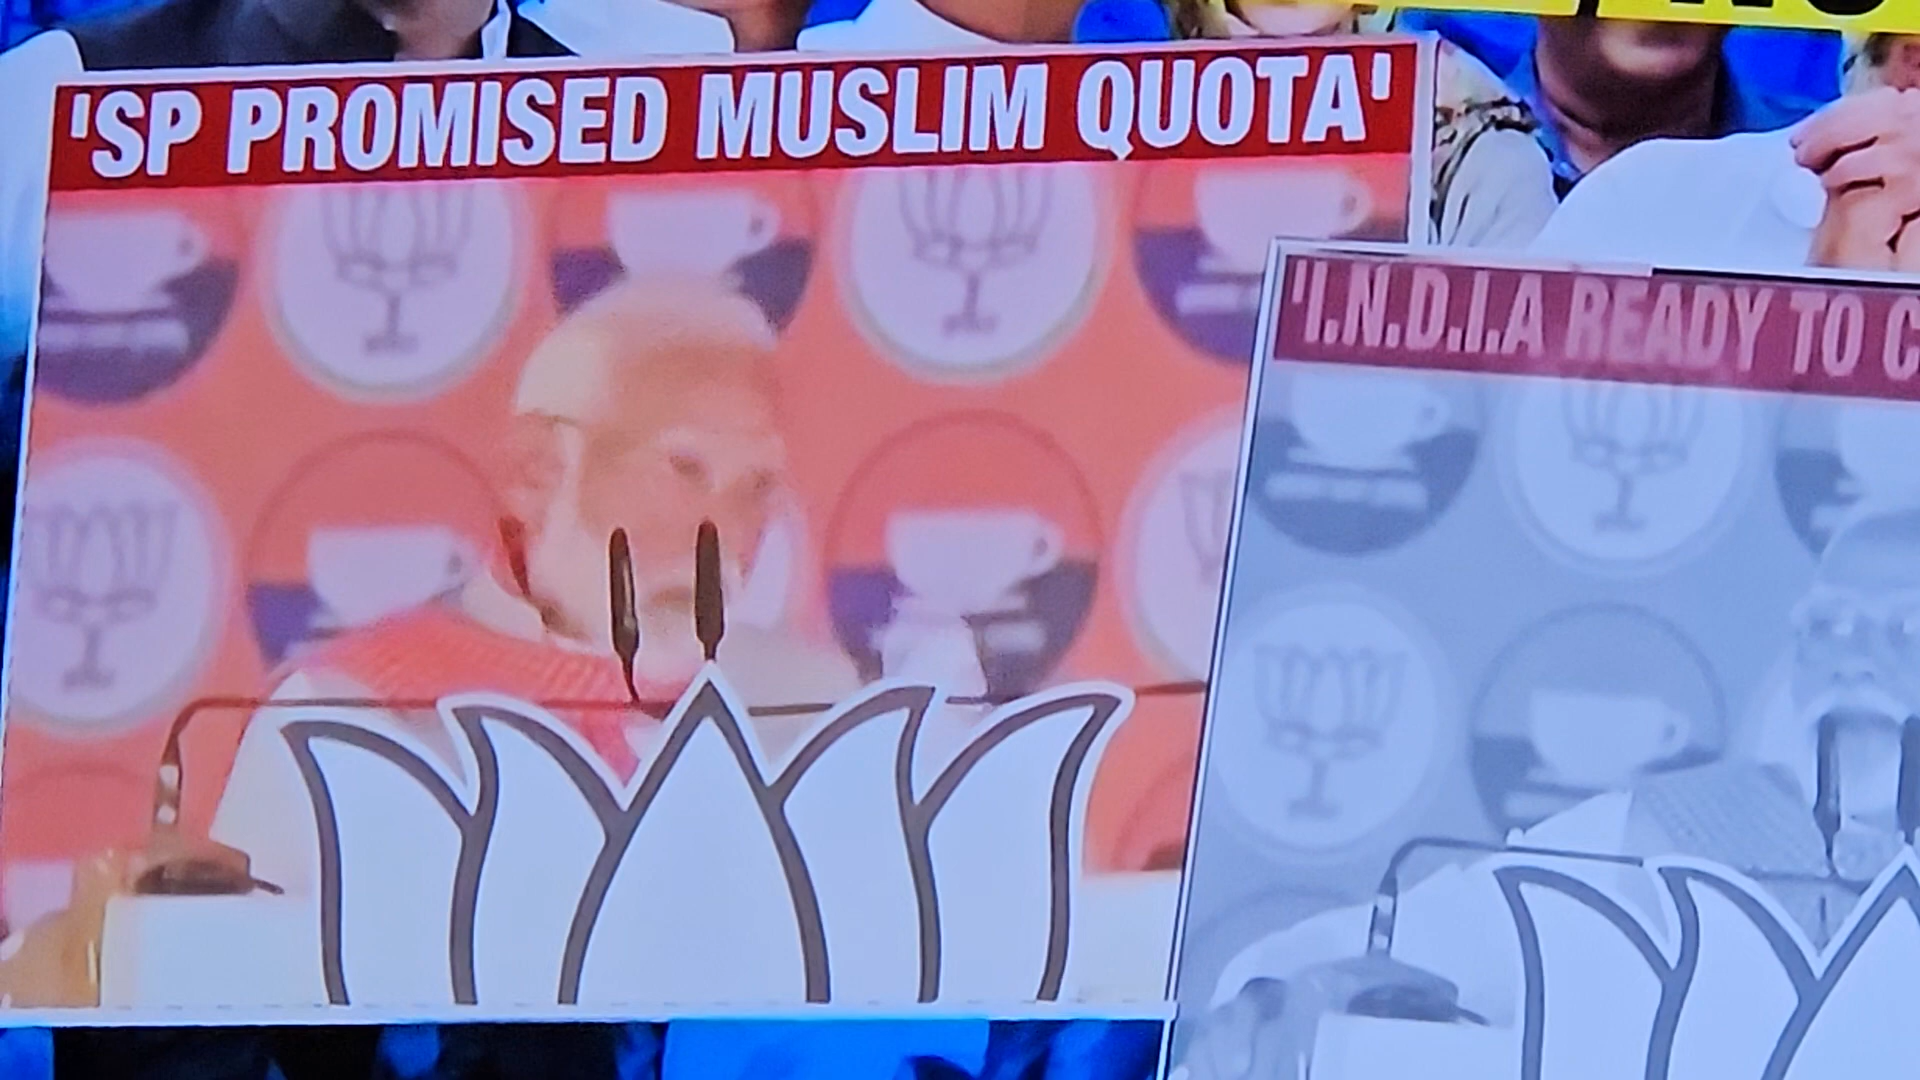 'SP PROMISED MUSLIM QUOTA'
'I.N.D.I.A READY TO